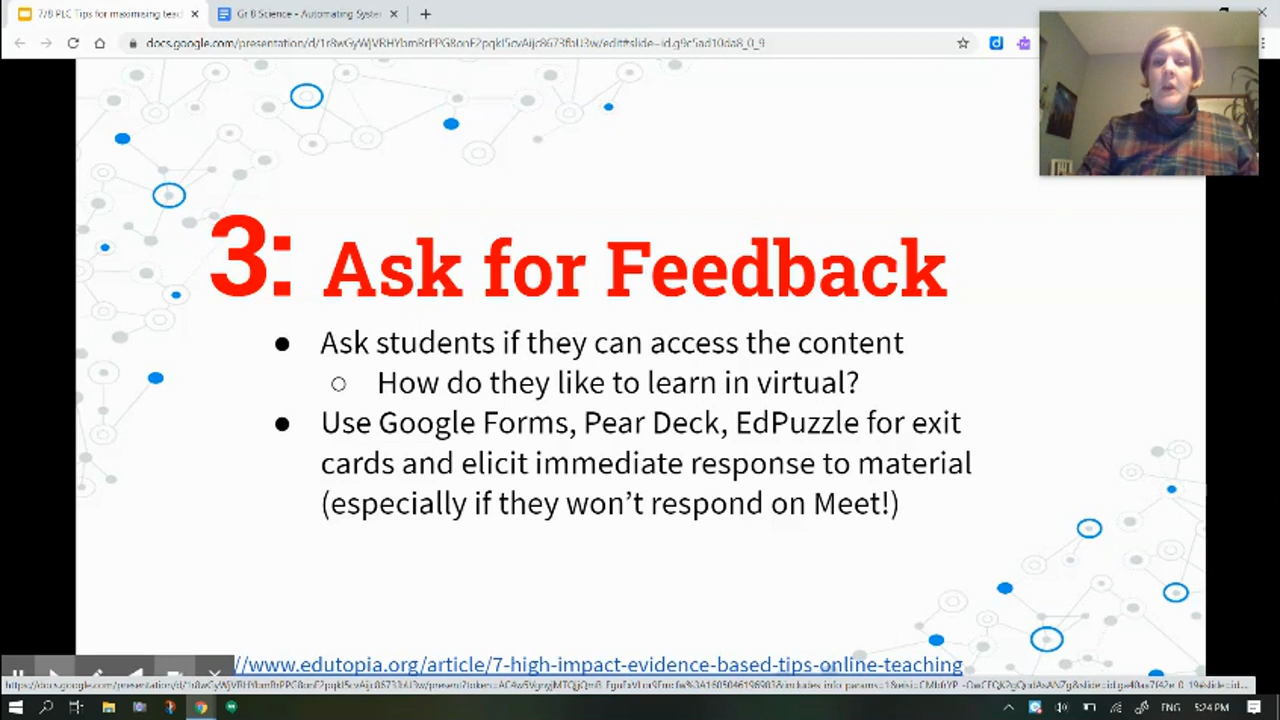 7/8 PLC Tips for maximising teac
Gr 8 Science - Automating Syste
3: Ask for Feedback
● Ask students if they can access the content
○ How do they like to learn in virtual?
● Use Google Forms, Pear Deck, EdPuzzle for exit
cards and elicit immediate response to material
(especially if they won't respond on Meet!)
//www.edutopia.org/article/7-high-impact-evidence-based-tips-online-teaching
ENG 5:24 PM